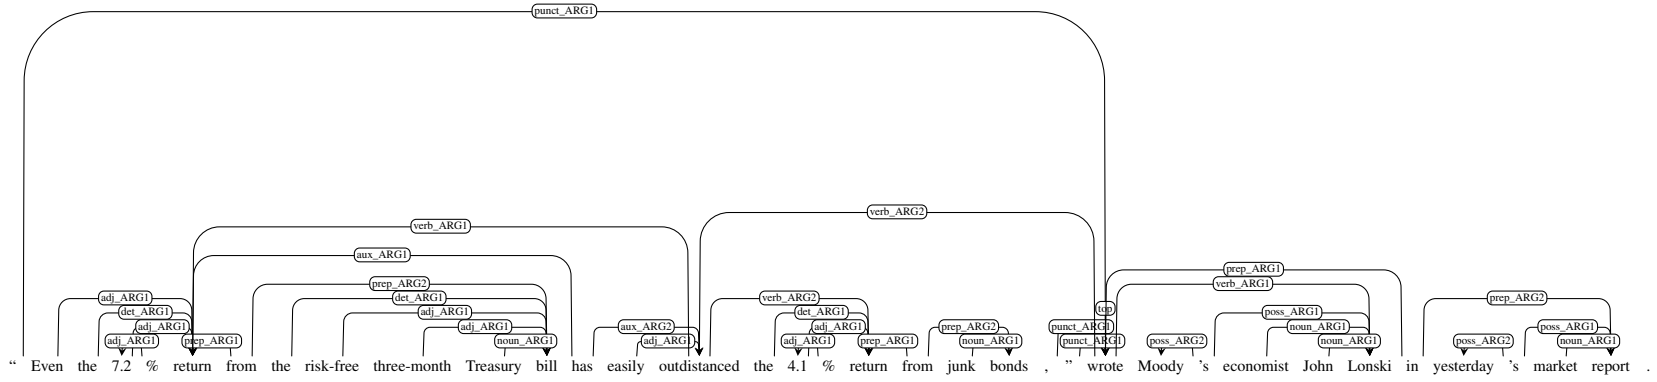 punct_ARG1
verb_ARG2
verb_ARG1
aux_ARG1
prep_ARG1
prep_ARG2 verb_ARG1
adj_ARG1 det_ARG1 verb_ARG2 prep_ARG2
det_ARG1 adj_ARG1 det_ARG1 top poss_ARG1
adj_ARG1 adj_ARG1 aux_ARG2 adj_ARG1 prep_ARG2 punct_ARG1 noun_ARG1 poss_ARG1
adj_ARG1 prep_ARG1 noun_ARG1 adj_ARG1 adj_ARG1 prep_ARG1 noun_ARG1 punct_ARG1 poss_ARG2 noun_ARG1 poss_ARG2 noun_ARG1
“ Even the 7.2 % return from the risk-free three-month Treasury bill has easily outdistanced the 4.1 % return from junk bonds , ” wrote Moody 's economist John Lonski in yesterday 's market report .